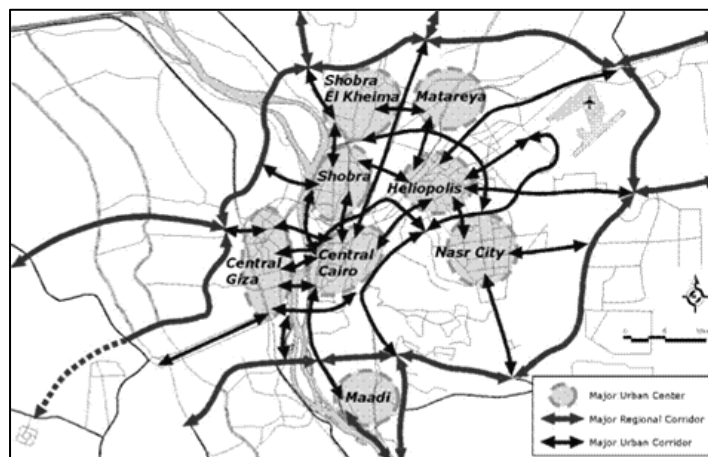 Shobra
El Kheima
Matareya
Shobra
Heliopolis
Central
Giza
Central
Cairo
Nasr City
Maadi
Major Urban Center
Major Regional Corridor
Major Urban Corridor